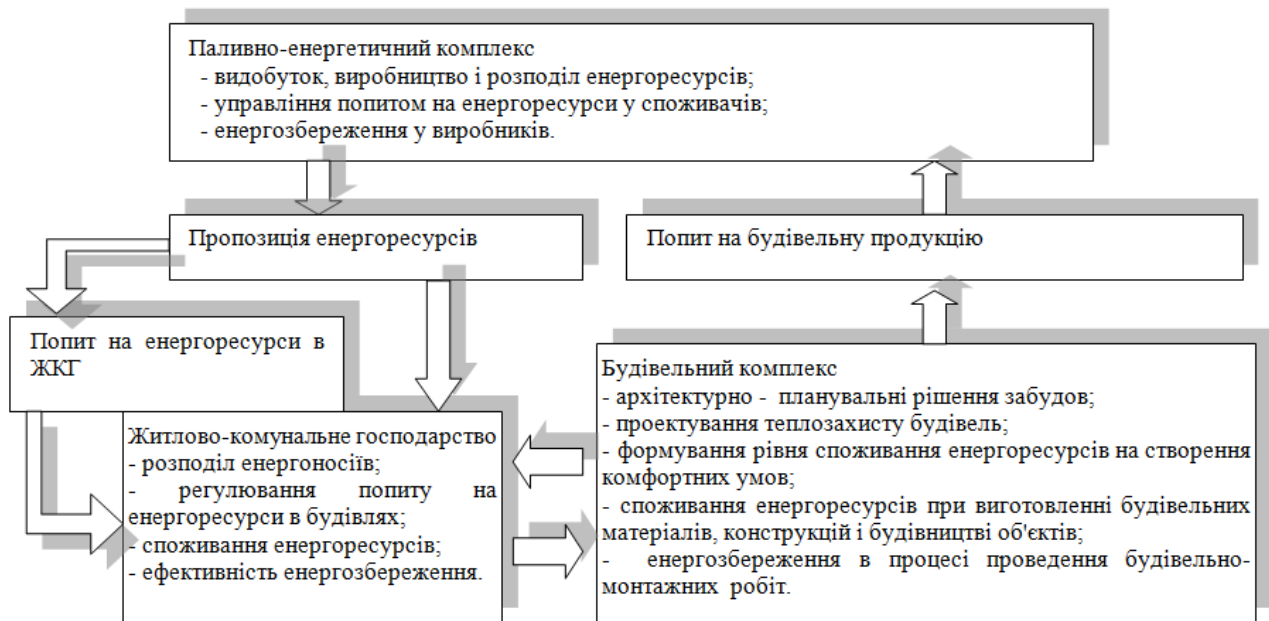 Паливно-енергетичний комплекс
- видобуток, виробництво і розподіл енергоресурсів;
- управління попитом на енергоресурси у споживачів;
- енергозбереження у виробників.
Пропозиція енергоресурсів
Попит на будівельну продукцію
Попит на енергоресурси в
ЖКГ
Житлово-комунальне господарство
- розподіл енергоносіїв;
- регулювання попиту на
енергоресурси в будівлях;
- споживання енергоресурсів;
- ефективність енергозбереження.
Будівельний комплекс
- архітектурно - планувальні рішення забудов;
- проектування теплозахисту будівель;
- формування рівня споживання енергоресурсів на створення
комфортних умов;
- споживання енергоресурсів при виготовленні будівельних
матеріалів, конструкцій і будівництві об'єктів;
- енергозбереження в процесі проведення будівельно-
монтажних робіт.